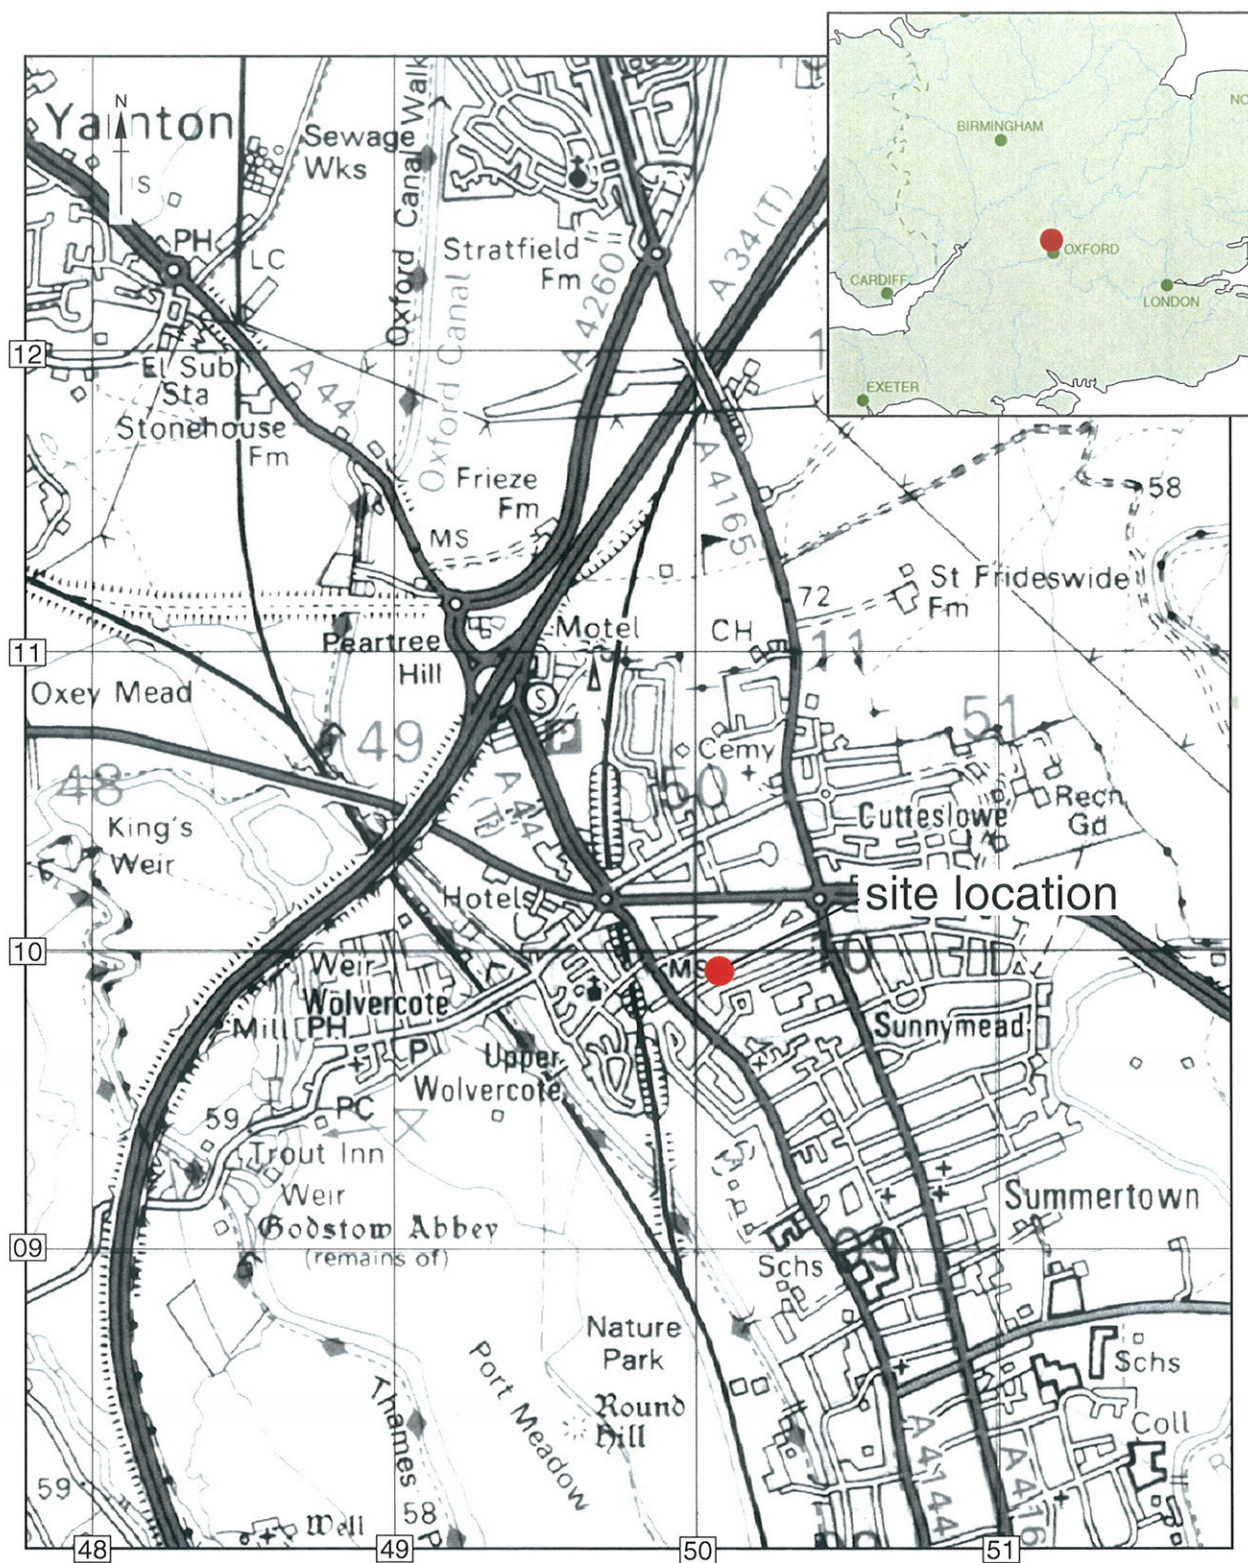 BIRMINGHAM
OXFORD
CARDIFF
LONDON
EXETER
N
Sewage
Wks
Oxford Canal Walk
PH
LC
Stratfield
Fm
A 4260
A 34 (T)
Oxford Canal
12
El Sub
Sta
A 44
Stonehouse
Fm
Frieze
Fm
A 4165
58
MS
St Frideswide
Fm
72
Peartree
Hill
Motel
CH
11
11
Oxey Mead
S
49
51
48
Cemy
50
A 44
(T)
Cutteslowe
Recn
Gd
King's
Weir
Hotels
site location
10
Weir
Wolvercote
MS
Mill
PH
P
Sunnymead
Upper
Wolvercote
59
PC
Trout Inn
Weir
Godstow Abbey
(remains of)
Summertown
09
Schs
Nature
Park
Port Meadow
Round
Hill
Thames
Schs
Coll
A 4144
A 416
59
Well
58
48
49
50
51